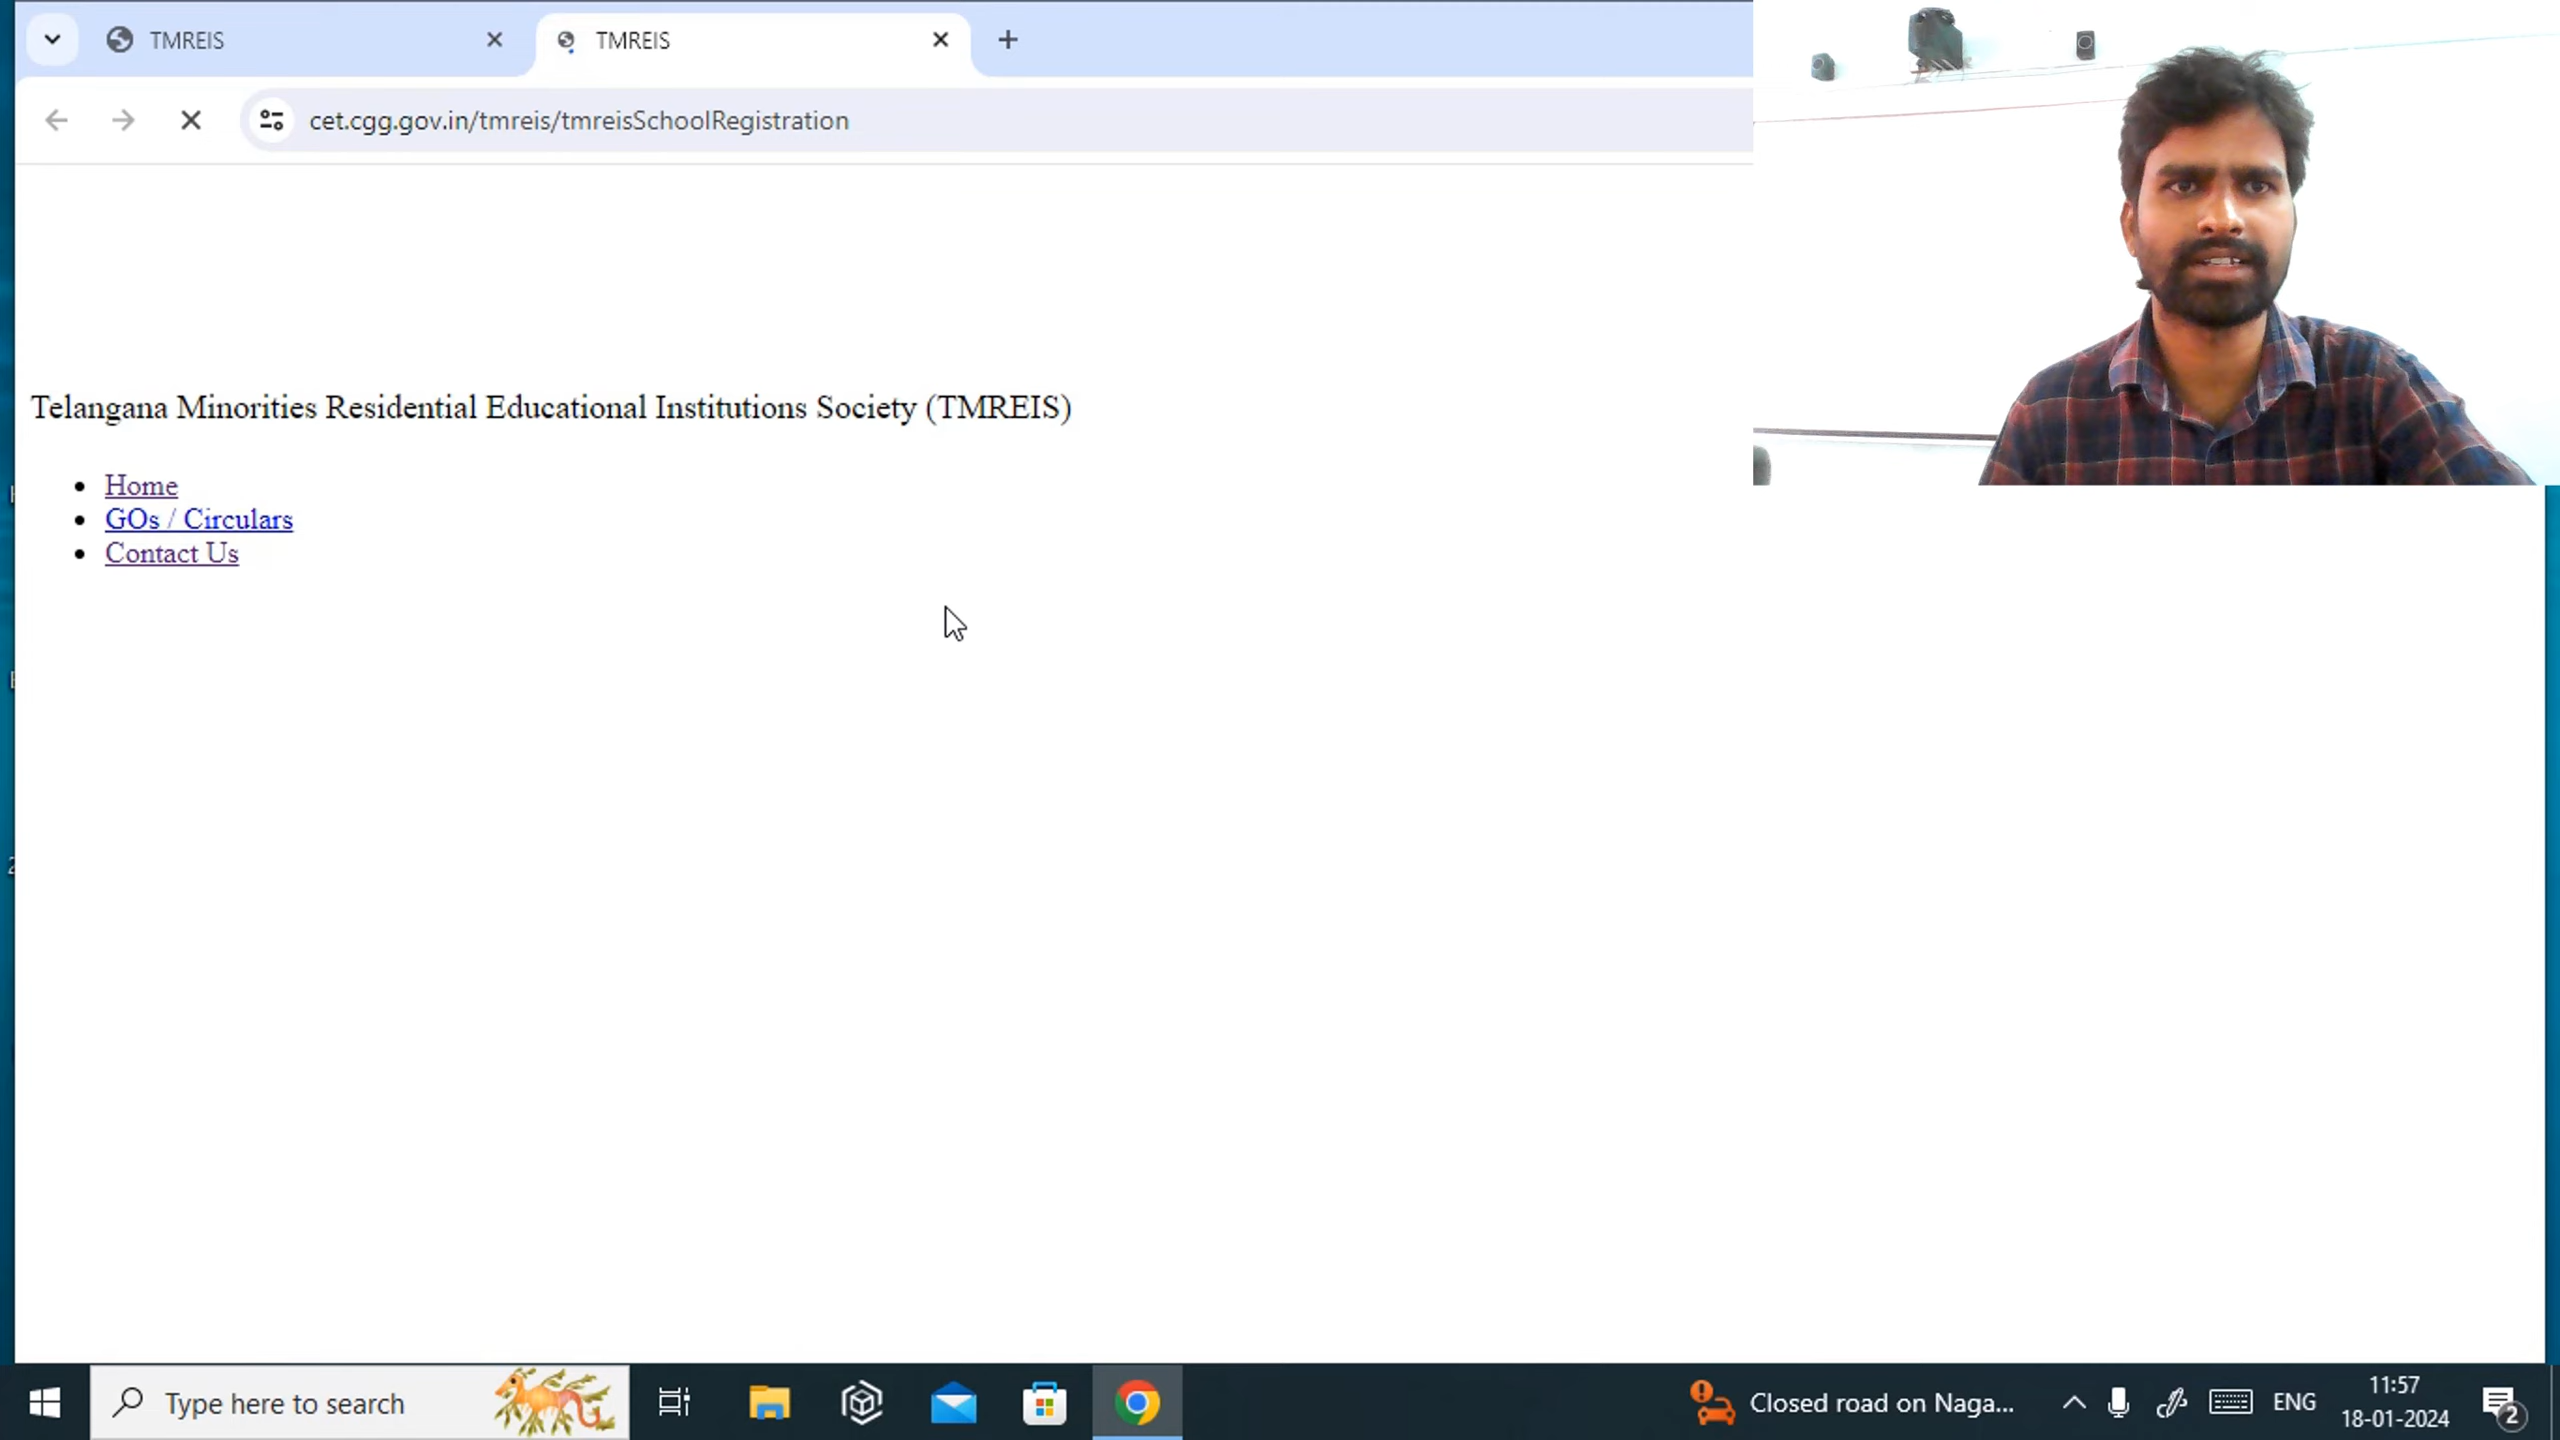 TMREIS
TMREIS
cet.cgg.gov.in/tmreis/tmreisSchoolRegistration
Telangana Minorities Residential Educational Institutions Society (TMREIS)
Home
GOs / Circulars
Contact Us
Type here to search
Closed road on Naga...
ENG
11:57
18-01-2024
2